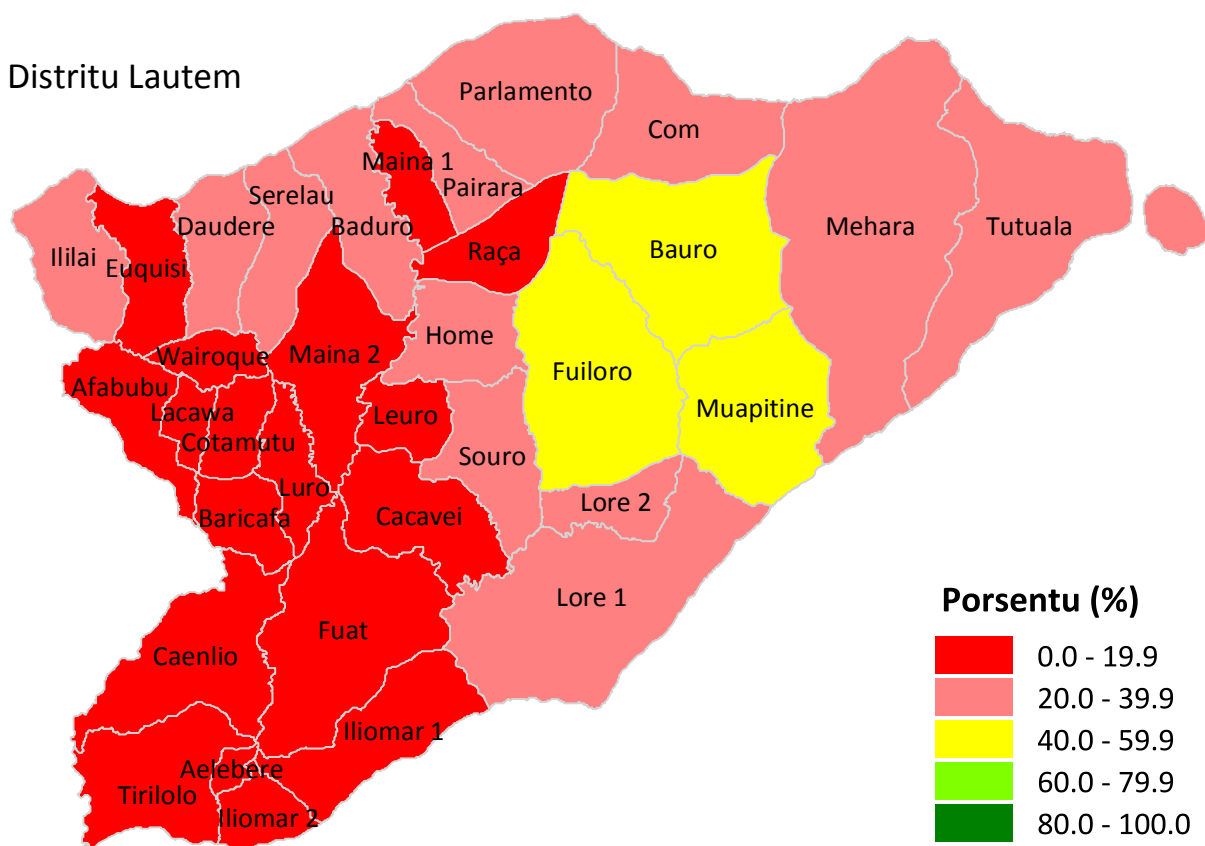 Distritu Lautem
Parlamento
Com
Maina 1
Pairara
Serelau
Daudere
Baduro
Mehara
Tutuala
Ililai
Euquisi
Raça
Bauro
Home
Wairoque
Maina 2
Fuiloro
Afabubu
Lacawa
Leuro
Muapitine
Cotamutu
Souro
Luro
Lore 2
Baricafa
Cacavei
Lore 1
Fuat
Caenlio
Iliomar 1
Aelebere
Tirilolo
Iliomar 2
Porsentu (%)
0.0 - 19.9
20.0 - 39.9
40.0 - 59.9
60.0 - 79.9
80.0 - 100.0